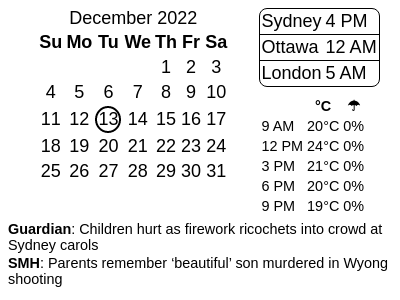 December 2022
Su Mo Tu We Th Fr Sa
1 2 3
4 5 6 7 8 9 10
11 12 13 14 15 16 17
18 19 20 21 22 23 24
25 26 27 28 29 30 31
Sydney 4 PM
Ottawa 12 AM
London 5 AM
°C ☂
9 AM 20°C 0%
12 PM 24°C 0%
3 PM 21°C 0%
6 PM 20°C 0%
9 PM 19°C 0%
Guardian: Children hurt as firework ricochets into crowd at
Sydney carols
SMH: Parents remember ‘beautiful’ son murdered in Wyong
shooting